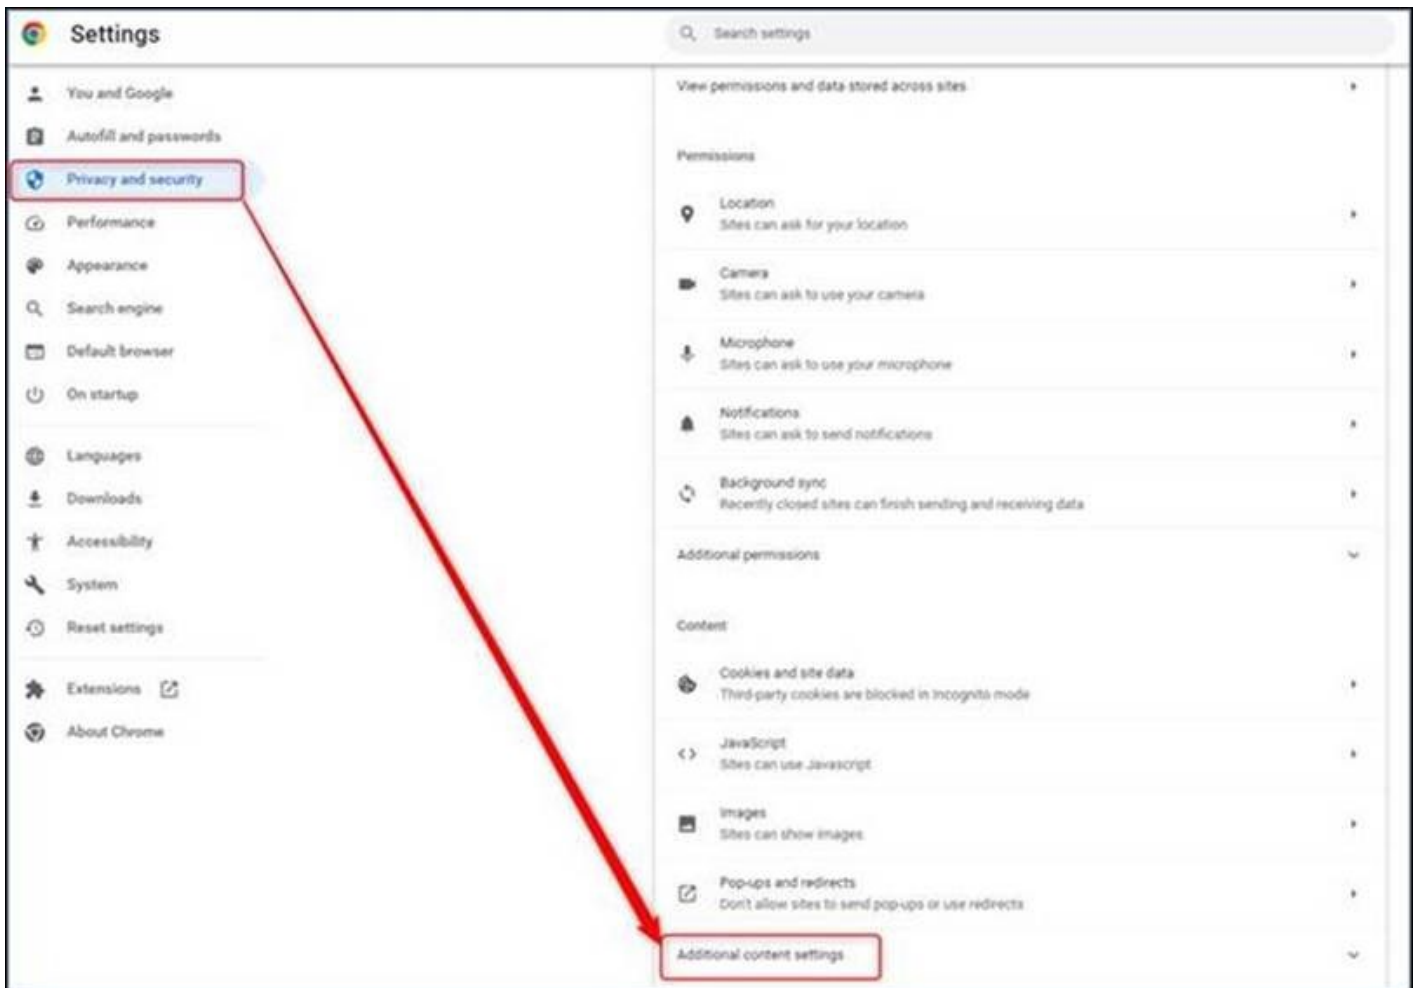 Settings
Search settings
You and Google
Autofill and passwords
Privacy and security
Performance
Appearance
Search engine
Default browser
On startup
Languages
Downloads
Accessibility
System
Reset settings
Extensions
About Chrome
View permissions and data stored across sites
Permissions
Location
Sites can ask for your location
Camera
Sites can ask to use your camera
Microphone
Sites can ask to use your microphone
Notifications
Sites can ask to send notifications
Background sync
Recently closed sites can finish sending and receiving data
Additional permissions
Content
Cookies and site data
Third-party cookies are blocked in Incognito mode
JavaScript
Sites can use Javascript
Images
Sites can show images
Pop-ups and redirects
Don't allow sites to send pop-ups or use redirects
Additional content settings